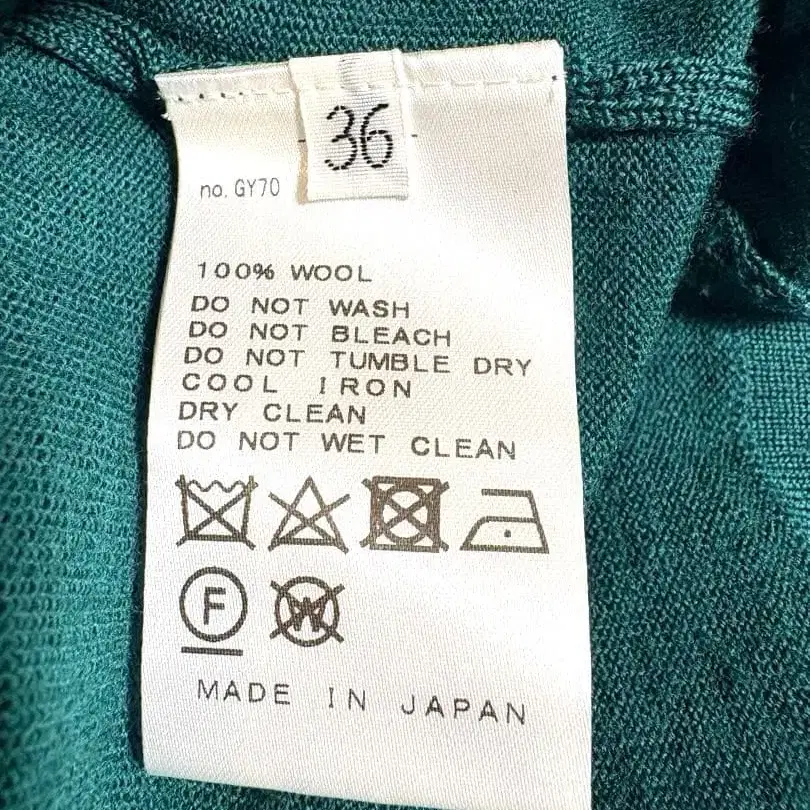 36
no. GY70
100% WOOL
DO NOT WASH
DO NOT BLEACH
DO NOT TUMBLE DRY
COOL IRON
DRY CLEAN
DO NOT WET CLEAN
F W
MADE IN JAPAN